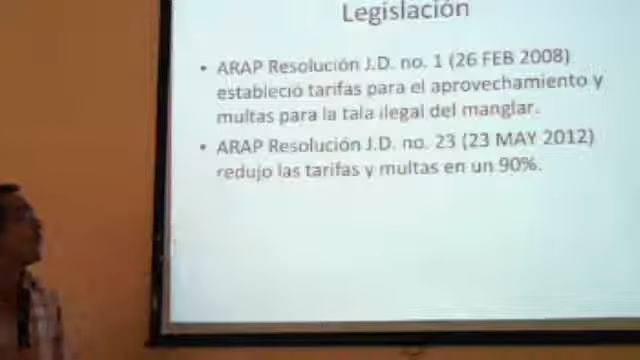 Legislación
• ARAP Resolución J.D. no. 1 (26 FEB 2008)
estableció tarifas para el aprovechamiento y
multas para la tala ilegal del manglar.
• ARAP Resolución J.D. no. 23 (23 MAY 2012)
redujo las tarifas y multas en un 90%.